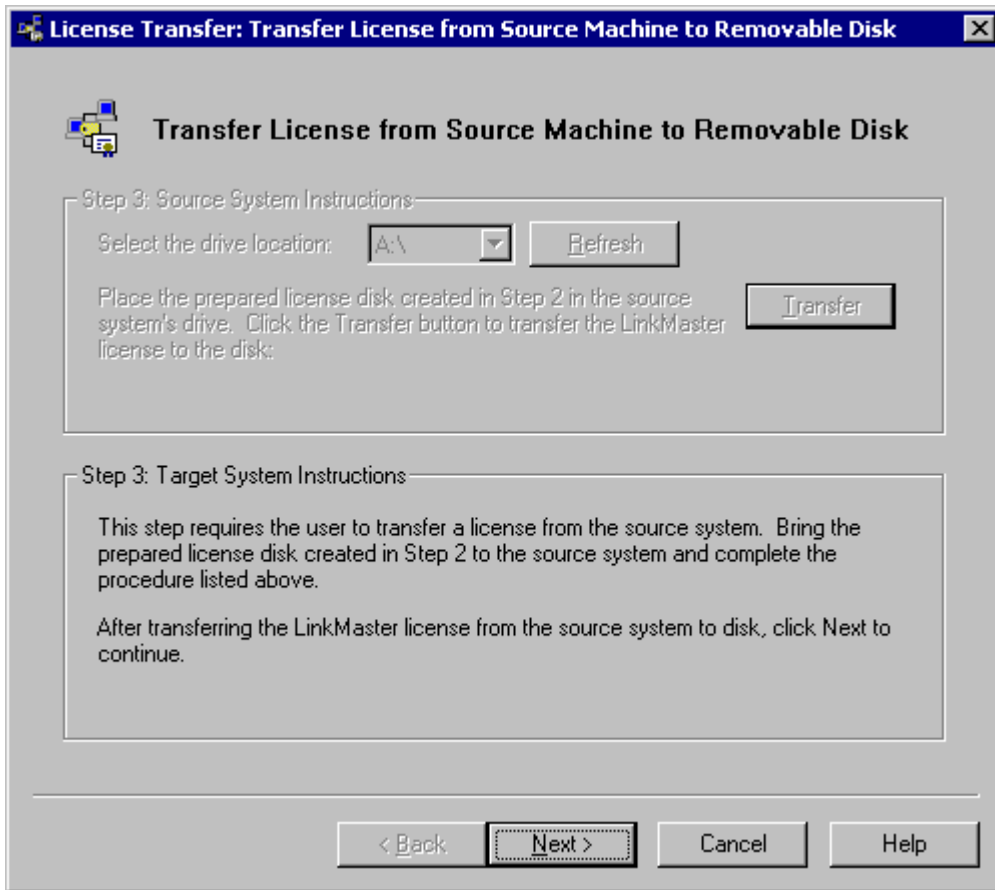 License Transfer: Transfer License from Source Machine to Removable Disk
Transfer License from Source Machine to Removable Disk
Step 3: Source System Instructions
Select the drive location:
A:\
Refresh
Place the prepared license disk created in Step 2 in the source
system's drive.  Click the Transfer button to transfer the LinkMaster
license to the disk:
Transfer
Step 3: Target System Instructions
This step requires the user to transfer a license from the source system.  Bring the
prepared license disk created in Step 2 to the source system and complete the
procedure listed above.
After transferring the LinkMaster license from the source system to disk, click Next to
continue.
< Back
Next >
Cancel
Help